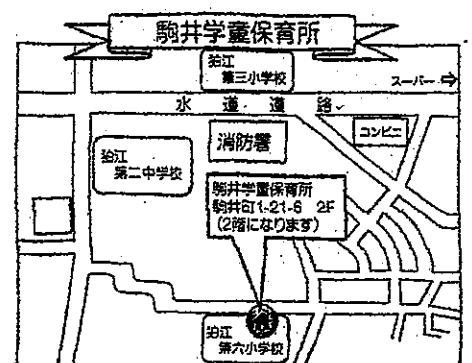 駒井学童保育所
狛江
第三小学校
スーパー
水道道路
消防署
コンビニ
狛江
第二中学校
駒井学童保育所
駒井町1-21-6 2F
(2階になります)
狛江
第六小学校